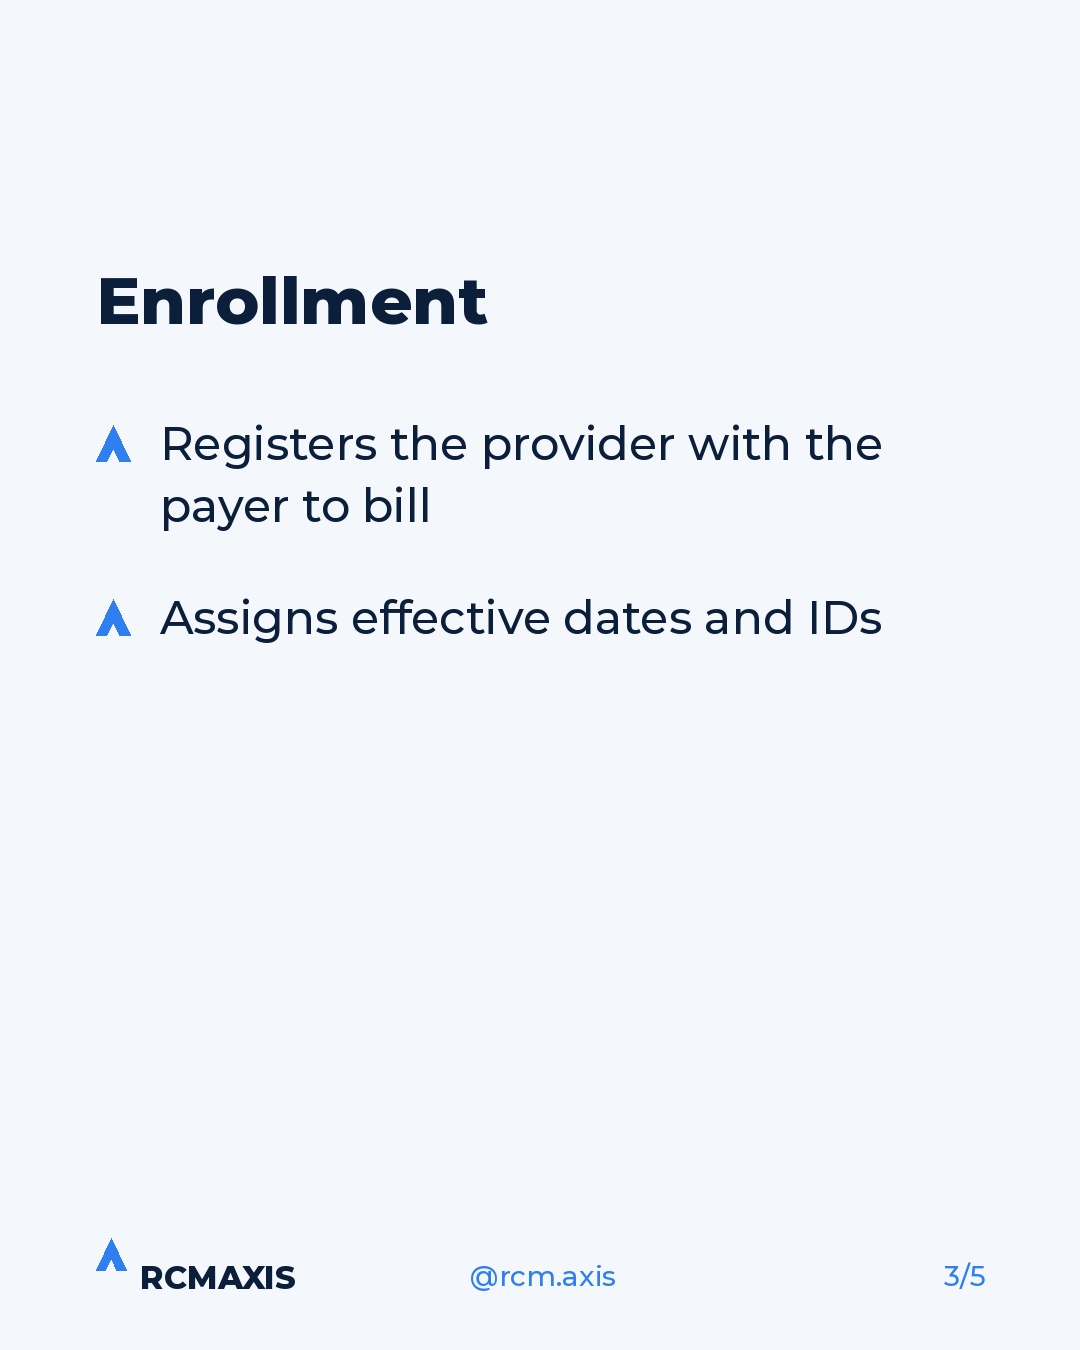 Enrollment
Registers the provider with the
payer to bill
Assigns effective dates and IDs
RCMAXIS
@rcm.axis
3/5